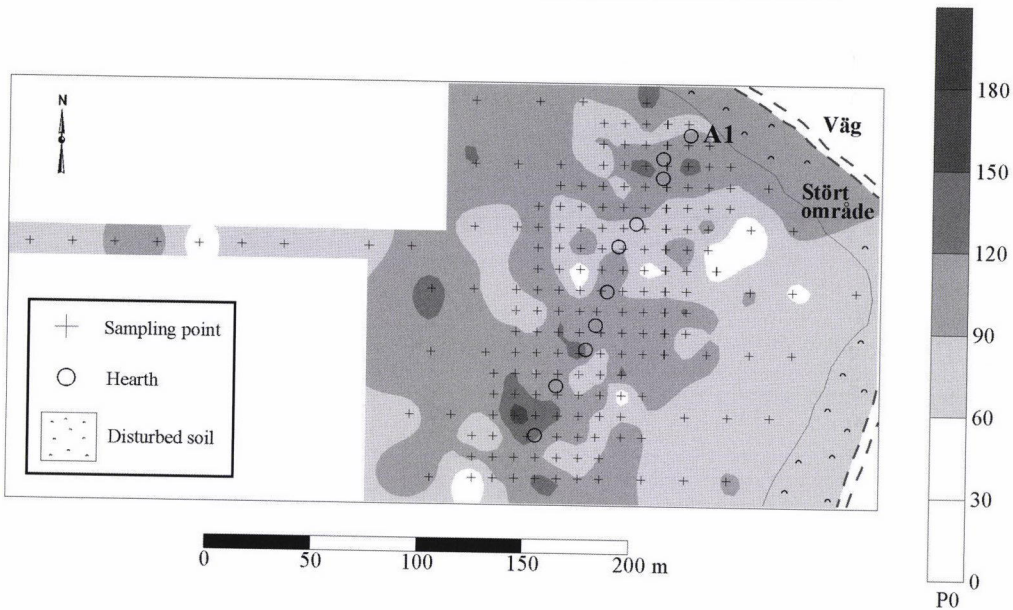 N
A1
Väg
Stört
område
Sampling point
Hearth
Disturbed soil
0 50 100 150 200 m
180
150
120
90
60
30
0
P0